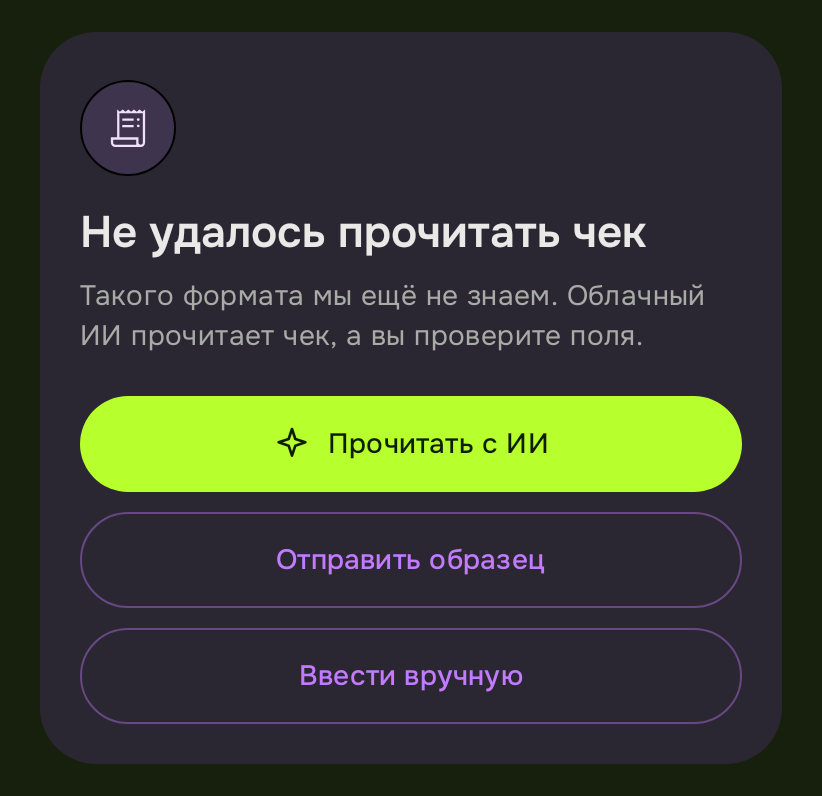 Не удалось прочитать чек
Такого формата мы ещё не знаем. Облачный
ИИ прочитает чек, а вы проверите поля.
Прочитать с ИИ
Отправить образец
Ввести вручную